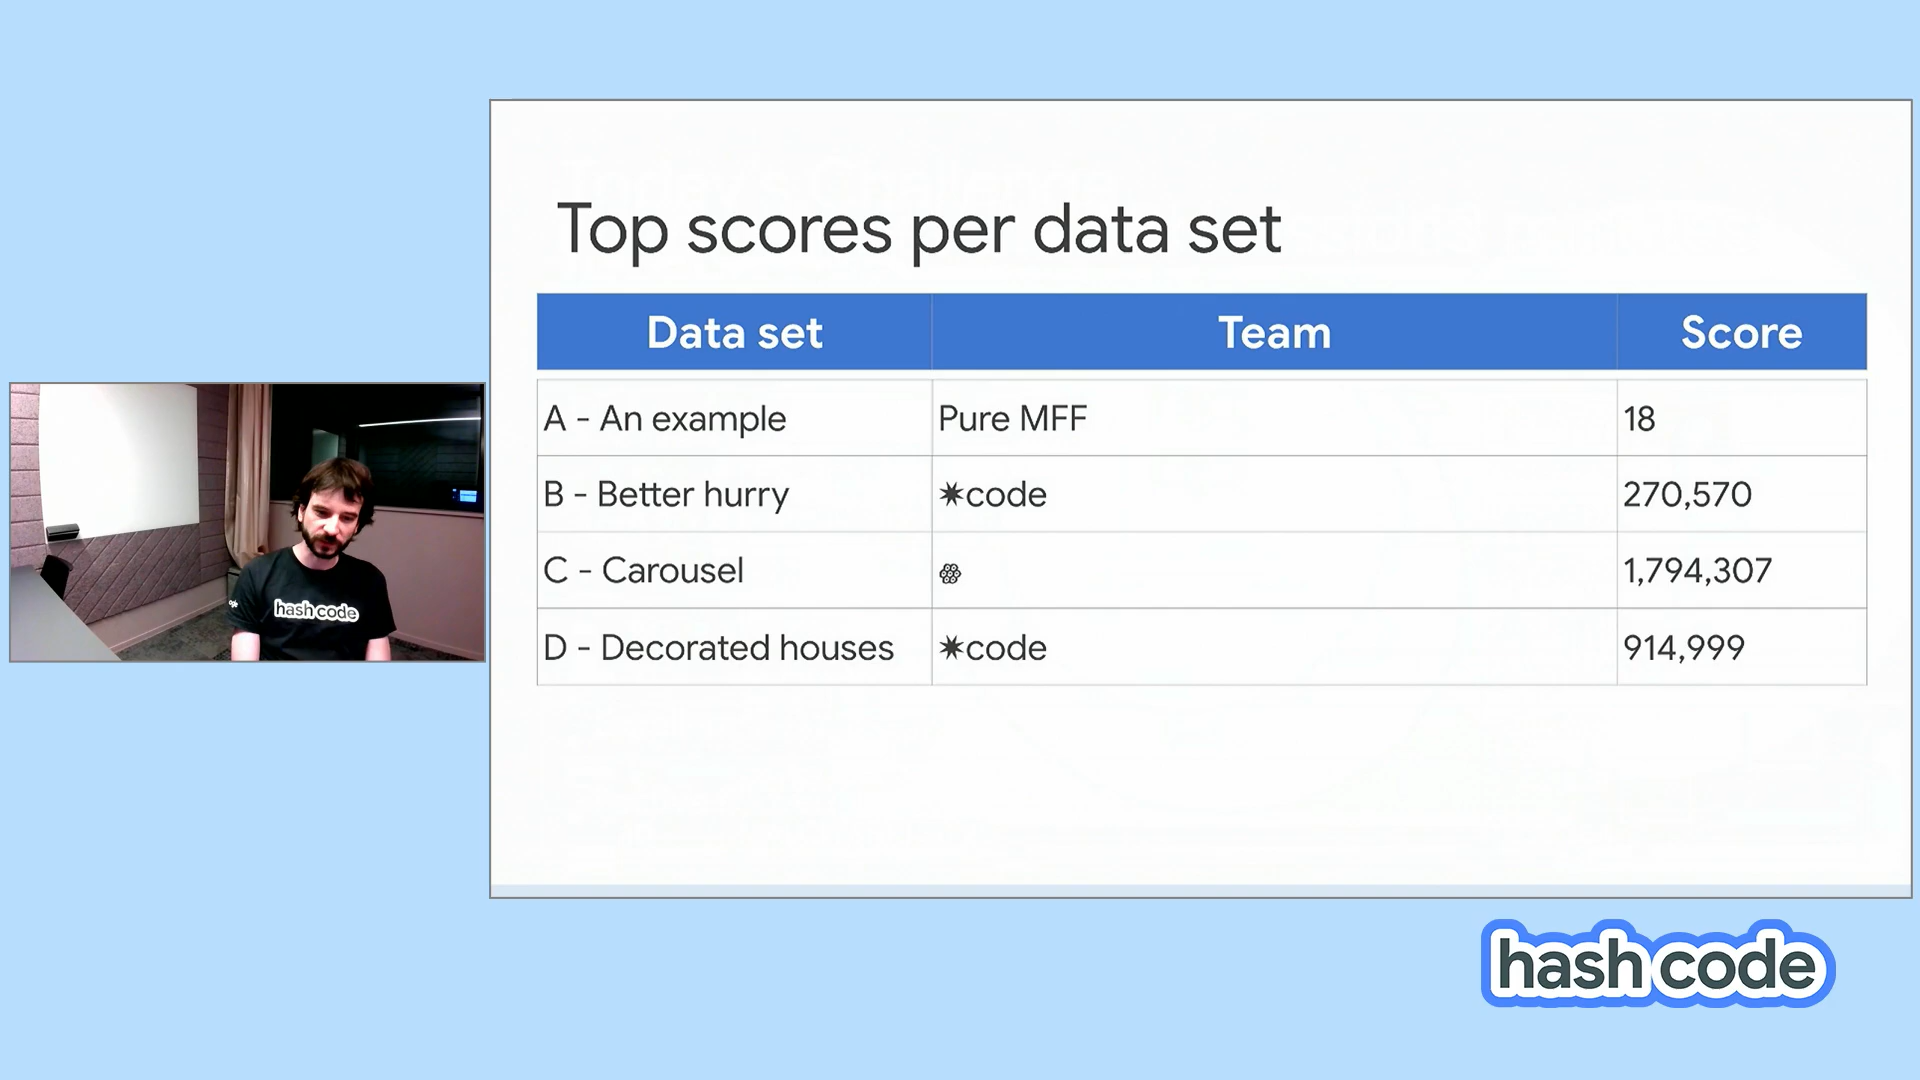 Top scores per data set
Data set Team Score
A - An example Pure MFF 18
B - Better hurry ✷code 270,570
C - Carousel 🏵 1,794,307
D - Decorated houses ✷code 914,999
hash code
hash code